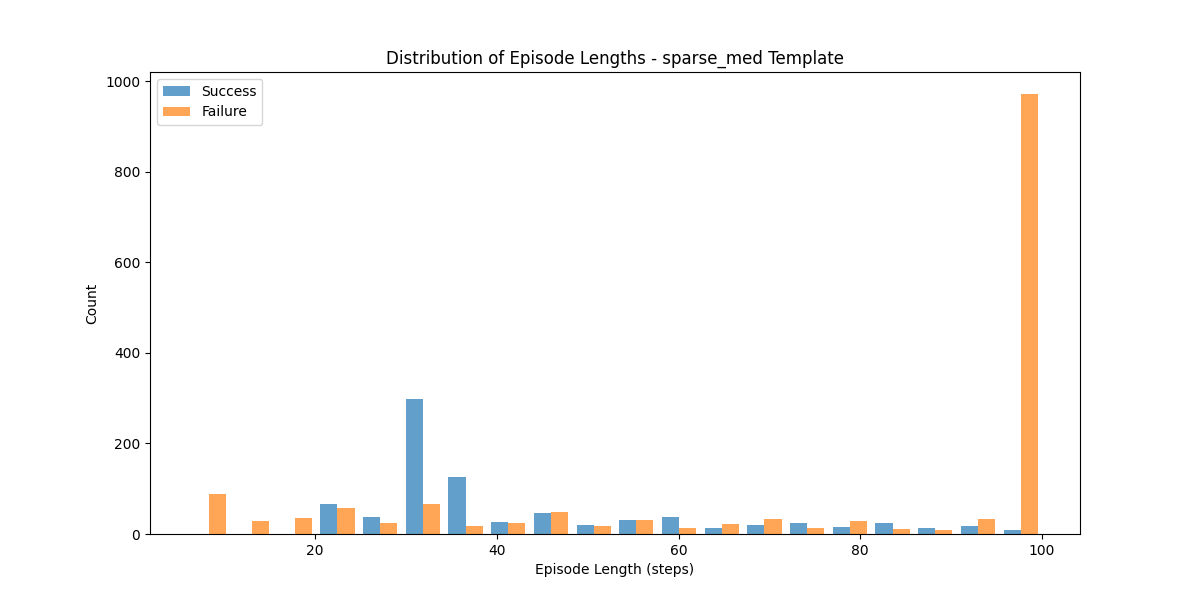 Distribution of Episode Lengths - sparse_med Template
1000
800
600
400
200
0
Count
Success
Failure
20
40
60
80
100
Episode Length (steps)